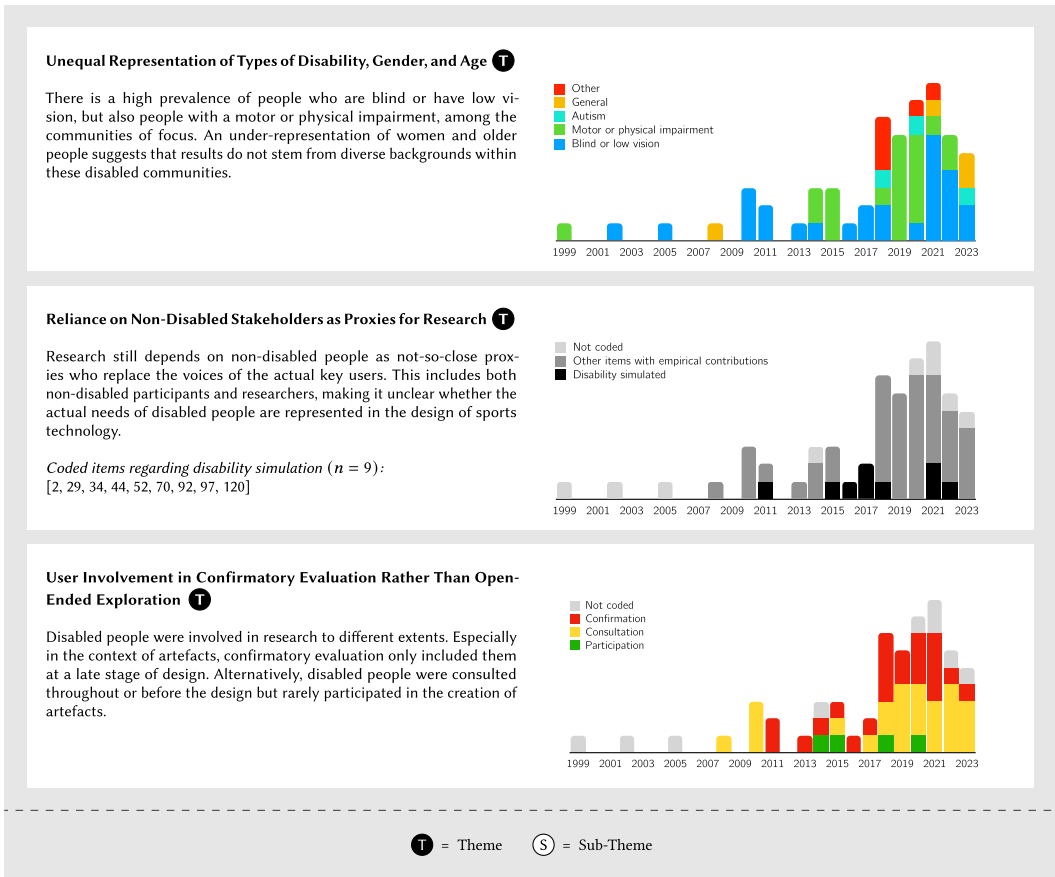 Unequal Representation of Types of Disability, Gender, and Age T
There is a high prevalence of people who are blind or have low vi-
sion, but also people with a motor or physical impairment, among the
communities of focus. An under-representation of women and older
people suggests that results do not stem from diverse backgrounds within
these disabled communities.
Other
General
Autism
Motor or physical impairment
Blind or low vision
1999 2001 2003 2005 2007 2009 2011 2013 2015 2017 2019 2021 2023
Reliance on Non-Disabled Stakeholders as Proxies for Research T
Research still depends on non-disabled people as not-so-close prox-
ies who replace the voices of the actual key users. This includes both
non-disabled participants and researchers, making it unclear whether the
actual needs of disabled people are represented in the design of sports
technology.
Coded items regarding disability simulation (n = 9):
[2, 29, 34, 44, 52, 70, 92, 97, 120]
Not coded
Other items with empirical contributions
Disability simulated
1999 2001 2003 2005 2007 2009 2011 2013 2015 2017 2019 2021 2023
User Involvement in Confirmatory Evaluation Rather Than Open-
Ended Exploration T
Disabled people were involved in research to different extents. Especially
in the context of artefacts, confirmatory evaluation only included them
at a late stage of design. Alternatively, disabled people were consulted
throughout or before the design but rarely participated in the creation of
artefacts.
Not coded
Confirmation
Consultation
Participation
1999 2001 2003 2005 2007 2009 2011 2013 2015 2017 2019 2021 2023
T = Theme S = Sub-Theme